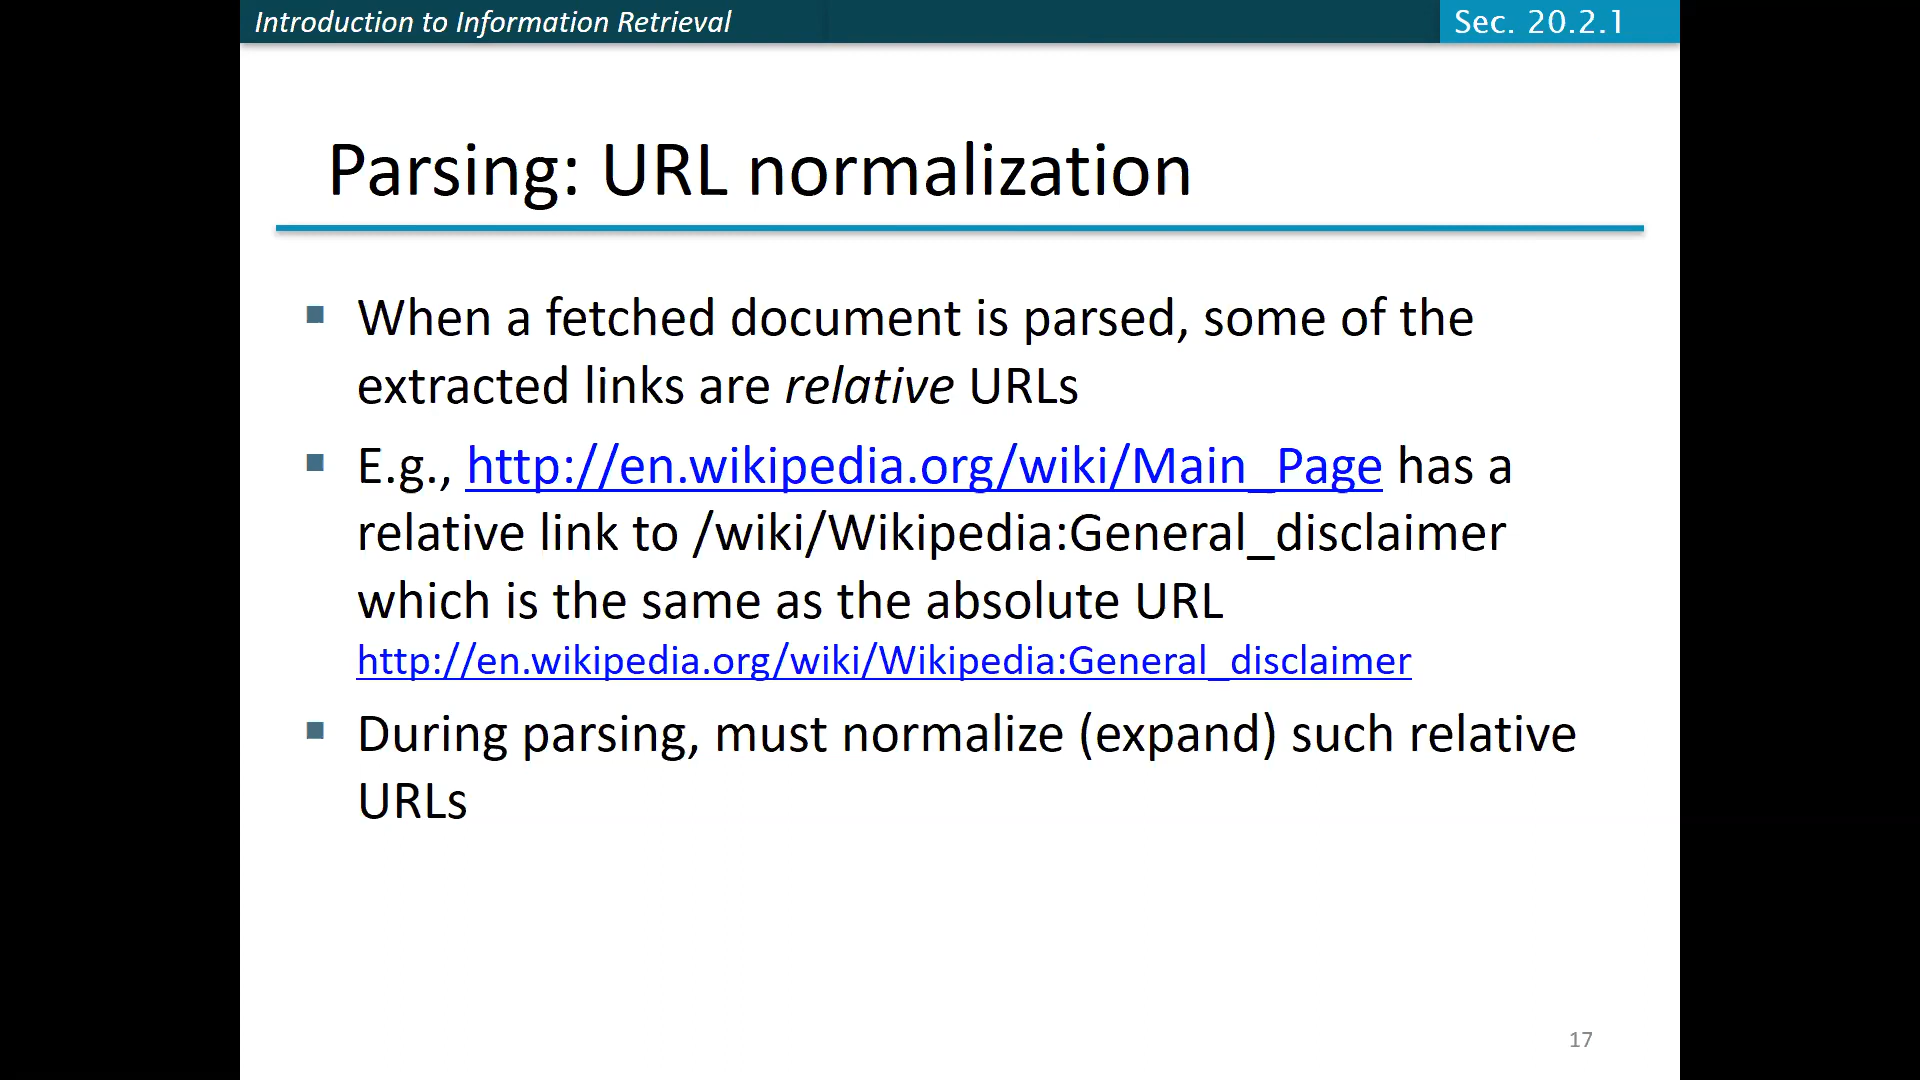 Introduction to Information Retrieval
Sec. 20.2.1
Parsing: URL normalization
When a fetched document is parsed, some of the
extracted links are relative URLs
E.g., http://en.wikipedia.org/wiki/Main_Page has a
relative link to /wiki/Wikipedia:General_disclaimer
which is the same as the absolute URL
http://en.wikipedia.org/wiki/Wikipedia:General_disclaimer
During parsing, must normalize (expand) such relative
URLs
17